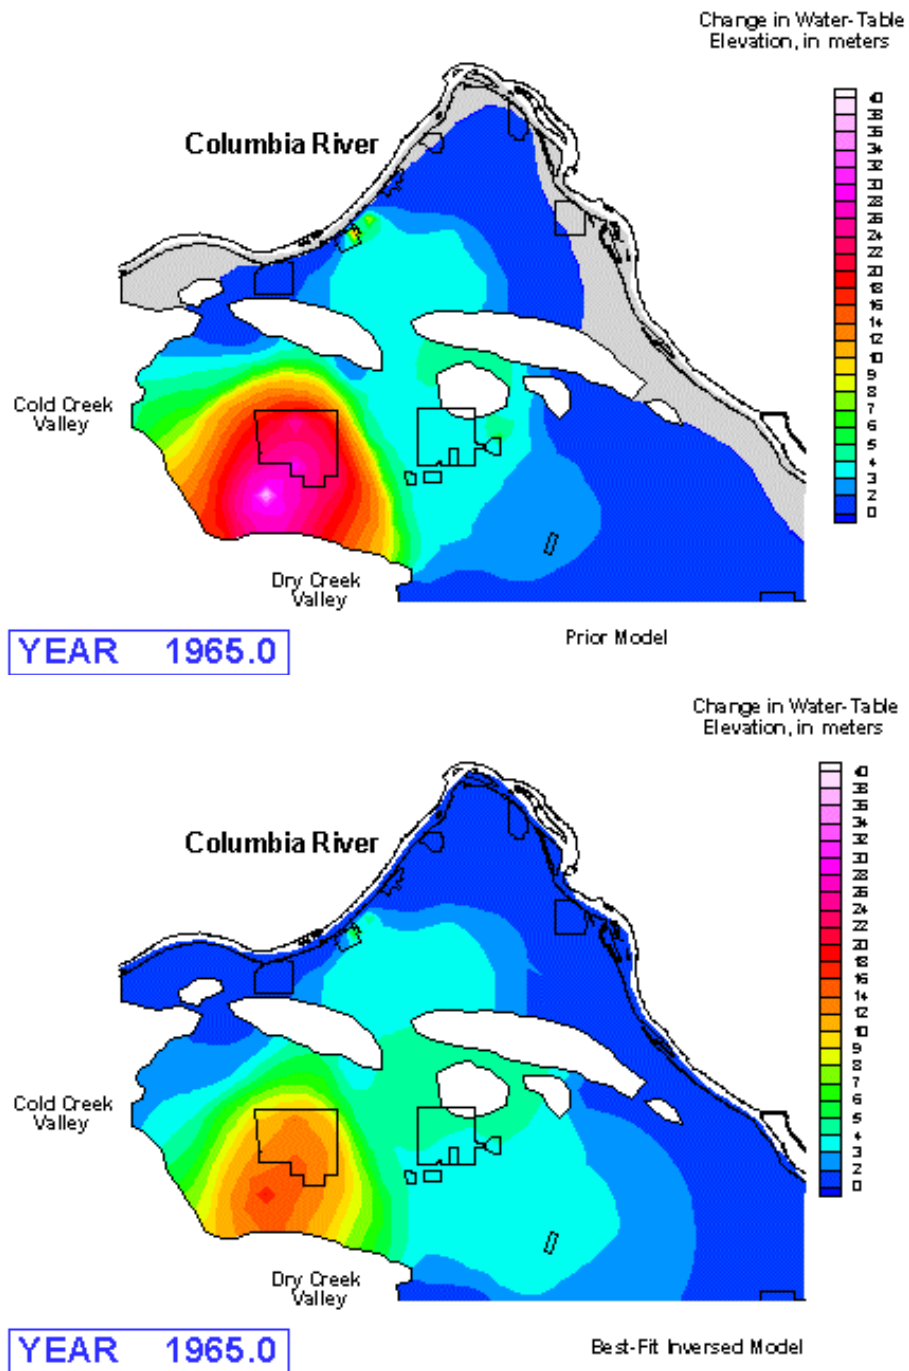 Change in Water-Table
Elevation, in meters
Columbia River
40
38
36
34
32
30
28
26
24
22
20
18
16
14
12
10
9
8
7
6
5
4
3
2
0
Cold Creek
Valley
Dry Creek
Valley
Prior Model
YEAR 1965.0
Change in Water-Table
Elevation, in meters
Columbia River
40
38
36
34
32
30
28
26
24
22
20
18
16
14
12
10
9
8
7
6
5
4
3
2
0
Cold Creek
Valley
Dry Creek
Valley
YEAR 1965.0
Best-Fit Inversed Model